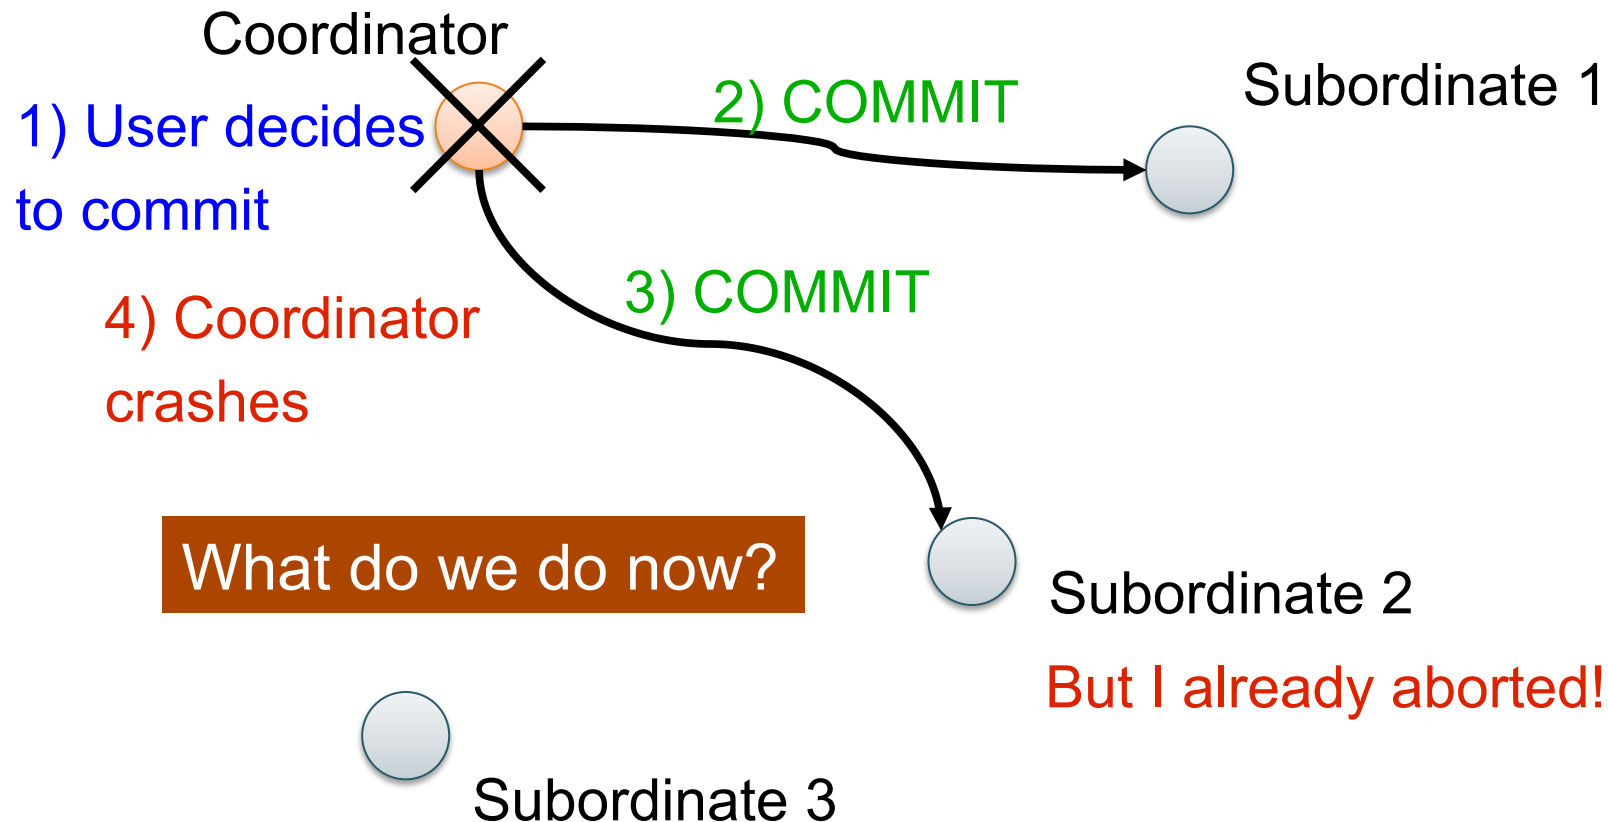 Coordinator
Subordinate 1
1) User decides
to commit
2) COMMIT
3) COMMIT
4) Coordinator
crashes
What do we do now?
Subordinate 2
But I already aborted!
Subordinate 3